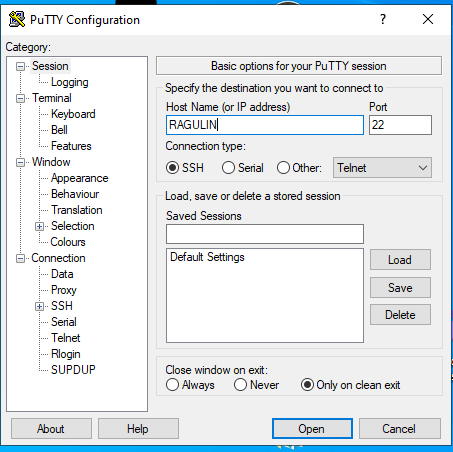 PuTTY Configuration
? ×
Category:
Session
Logging
Terminal
Keyboard
Bell
Features
Window
Appearance
Behaviour
Translation
Selection
Colours
Connection
Data
Proxy
SSH
Serial
Telnet
Rlogin
SUPDUP
Basic options for your PuTTY session
Specify the destination you want to connect to
Host Name (or IP address) Port
RAGULIN 22
Connection type:
SSH Serial Other: Telnet
Load, save or delete a stored session
Saved Sessions
Default Settings
Load
Save
Delete
Close window on exit:
Always Never Only on clean exit
About Help Open Cancel